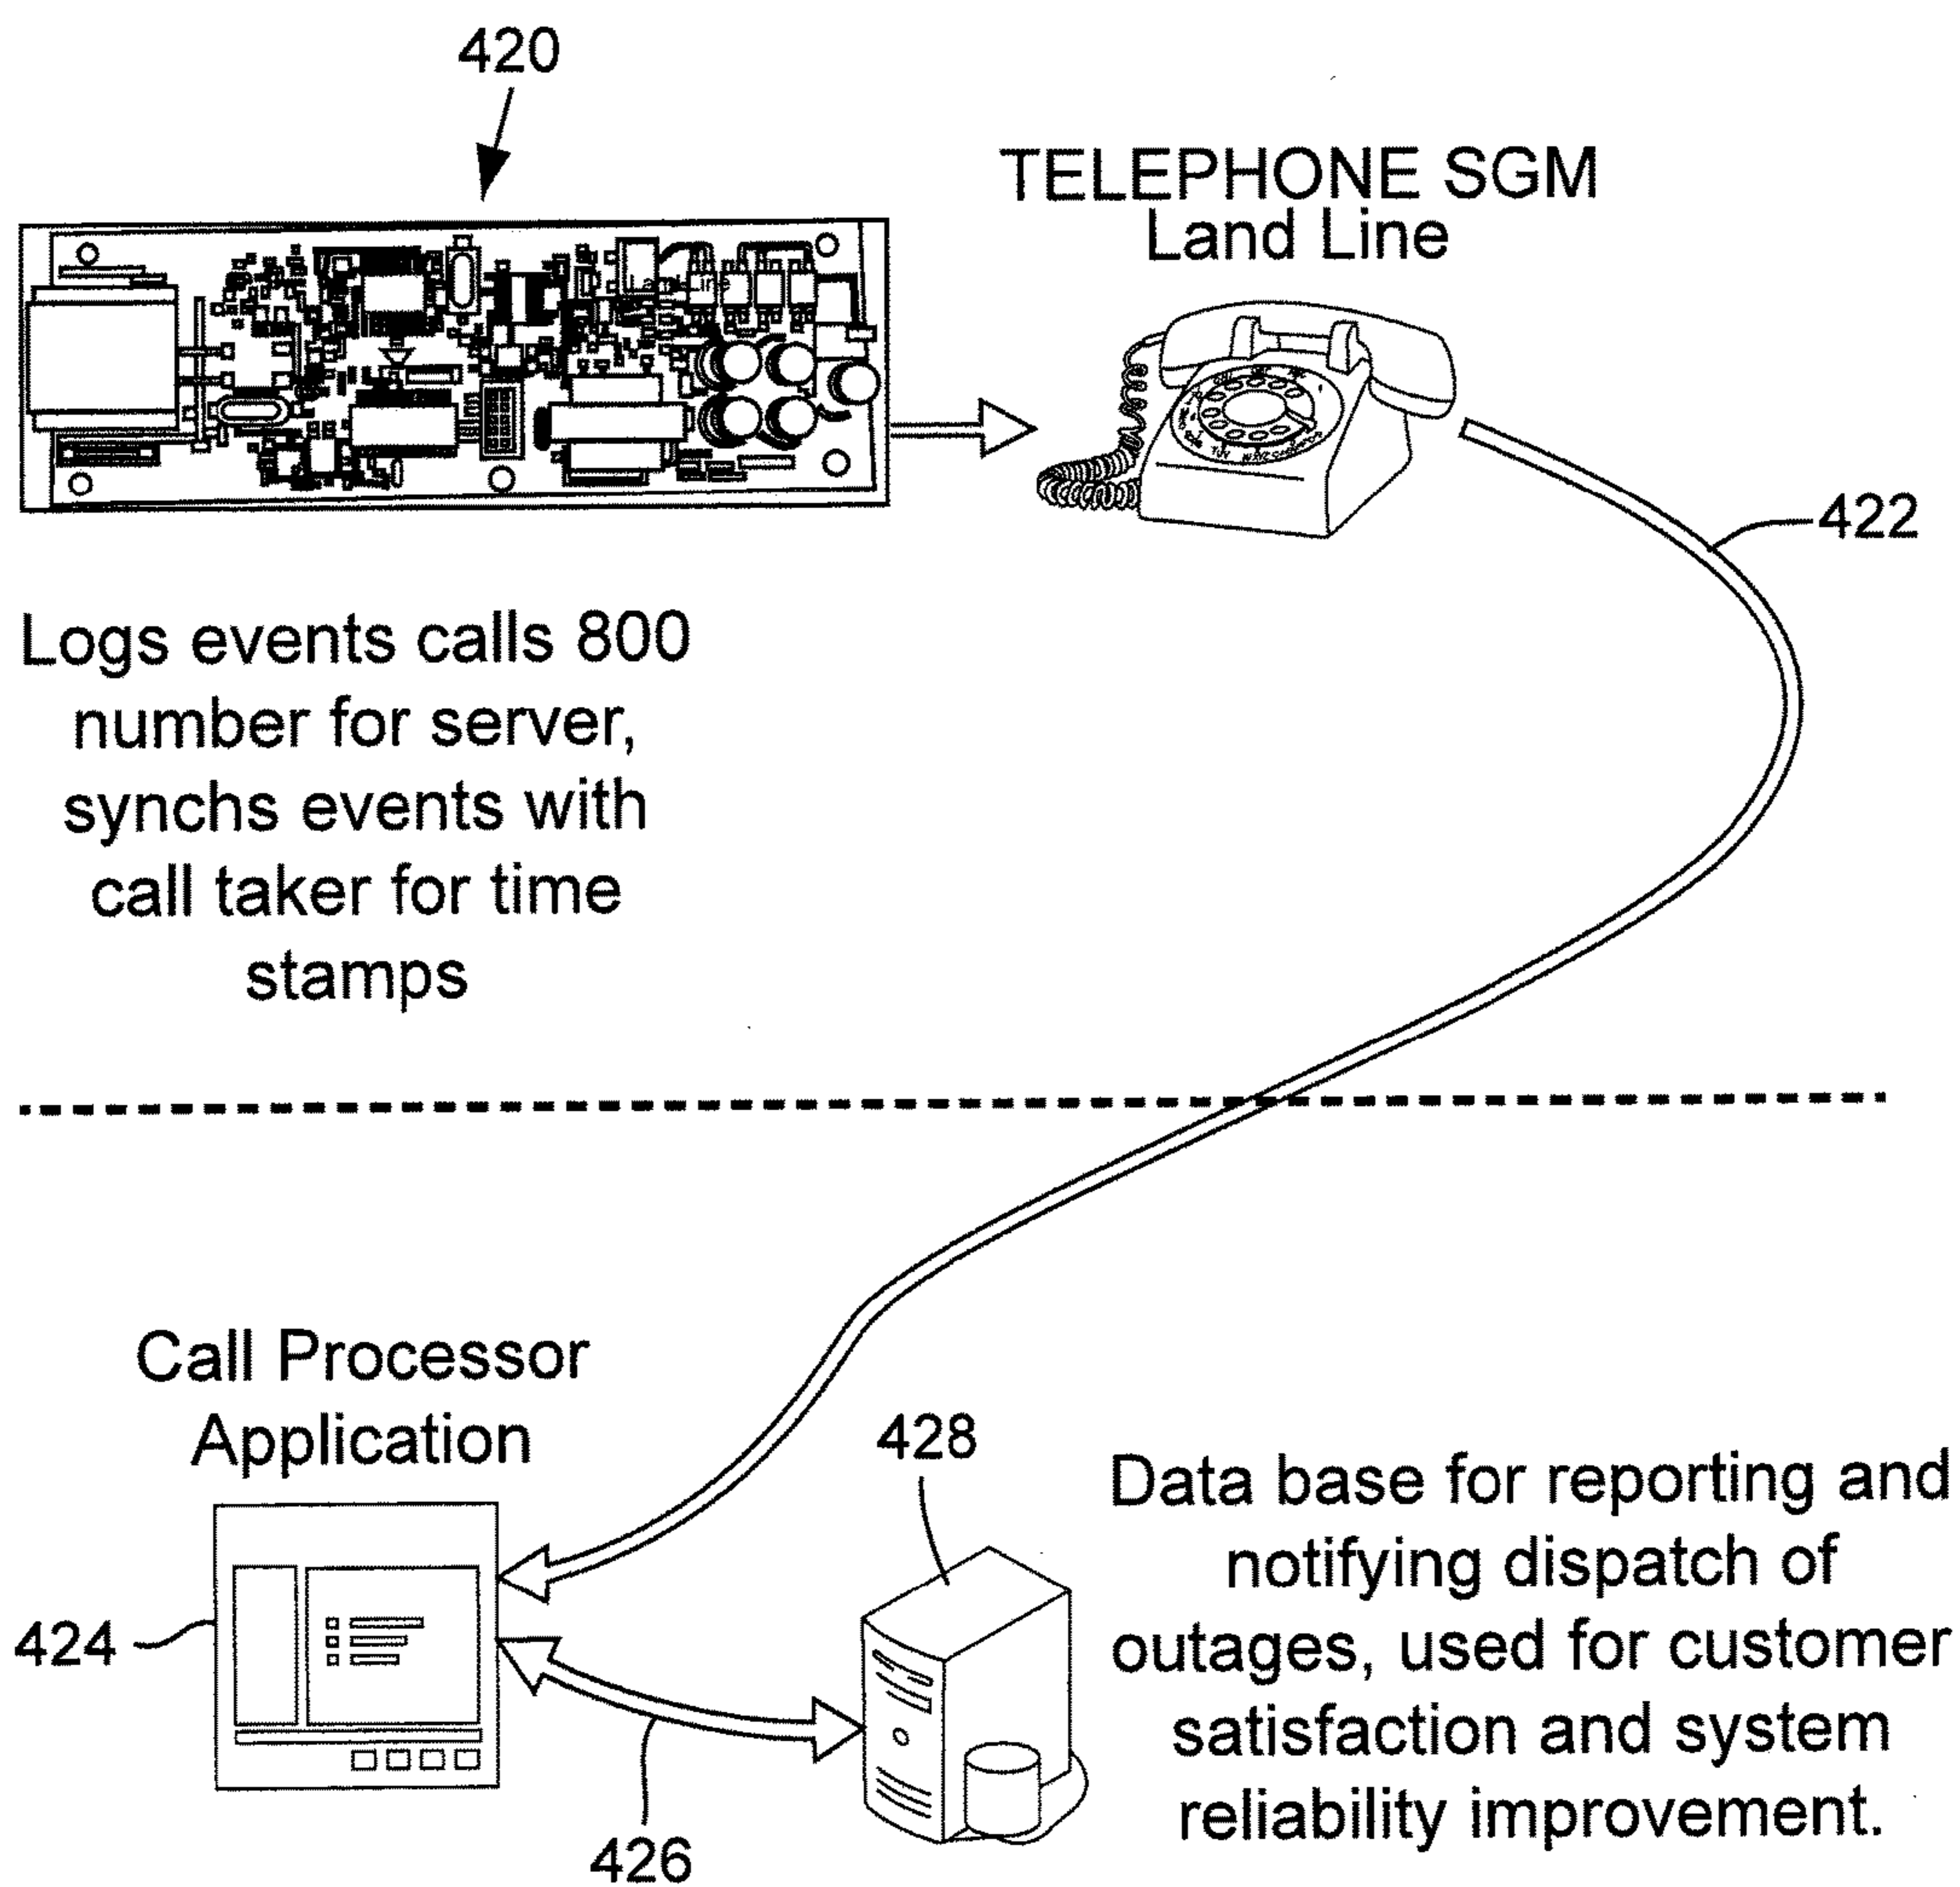 420
TELEPHONE SGM
Land Line
Land Line
422
Logs events calls 800
number for server,
synchs events with
call taker for time
stamps
Call Processor
Application
424
426
428
Data base for reporting and
notifying dispatch of
outages, used for customer
satisfaction and system
reliability improvement.